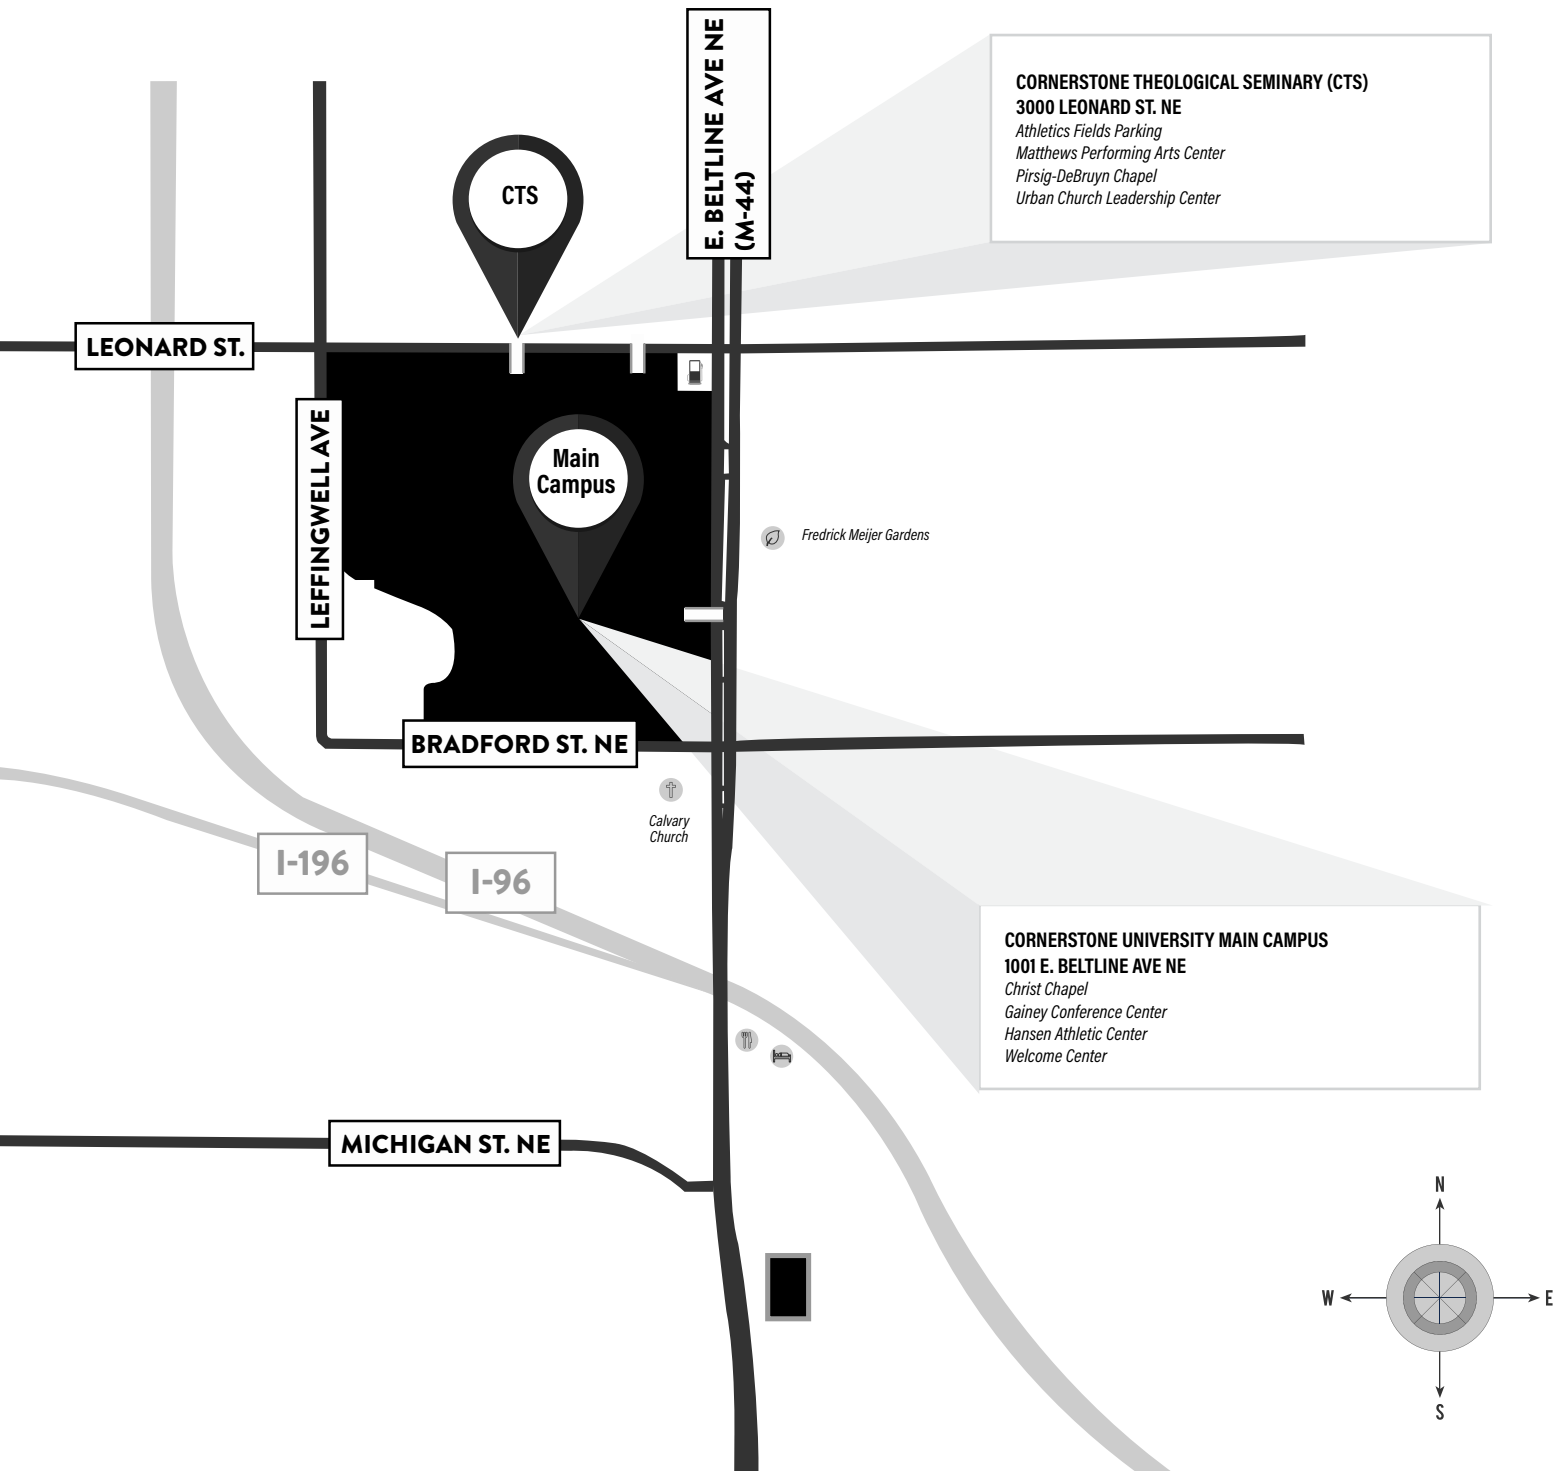 E. BELTLINE AVE NE
(M-44)
CORNERSTONE THEOLOGICAL SEMINARY (CTS)
3000 LEONARD ST. NE
Athletics Fields Parking
Matthews Performing Arts Center
Pirsig-DeBruyn Chapel
Urban Church Leadership Center
CTS
LEONARD ST.
LEFFINGWELL AVE
Main
Campus
Fredrick Meijer Gardens
BRADFORD ST. NE
Calvary
Church
I-196
I-96
CORNERSTONE UNIVERSITY MAIN CAMPUS
1001 E. BELTLINE AVE NE
Christ Chapel
Gainey Conference Center
Hansen Athletic Center
Welcome Center
MICHIGAN ST. NE
N
W
E
S